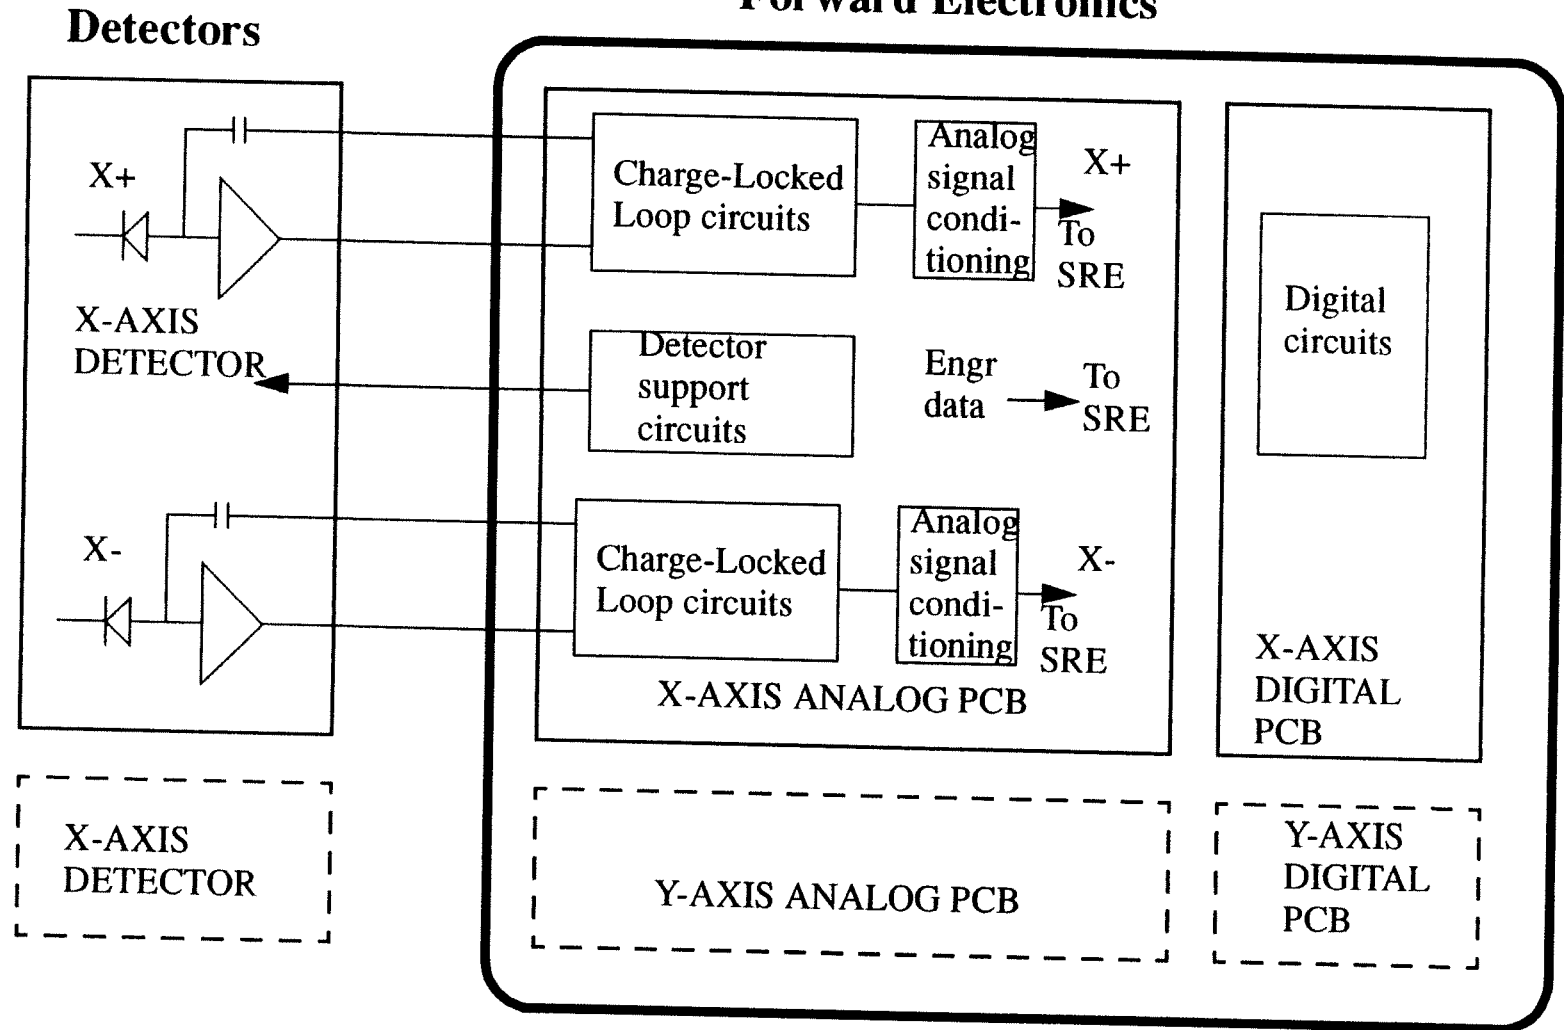 Forward Electronics
Detectors
X+
X-AXIS
DETECTOR
X-
Charge-Locked
Loop circuits
Analog
signal
condi-
tioning
X+
To
SRE
Detector
support
circuits
Engr
data
To
SRE
Charge-Locked
Loop circuits
Analog
signal
condi-
tioning
X-
To
SRE
X-AXIS ANALOG PCB
Digital
circuits
X-AXIS
DIGITAL
PCB
X-AXIS
DETECTOR
Y-AXIS ANALOG PCB
Y-AXIS
DIGITAL
PCB